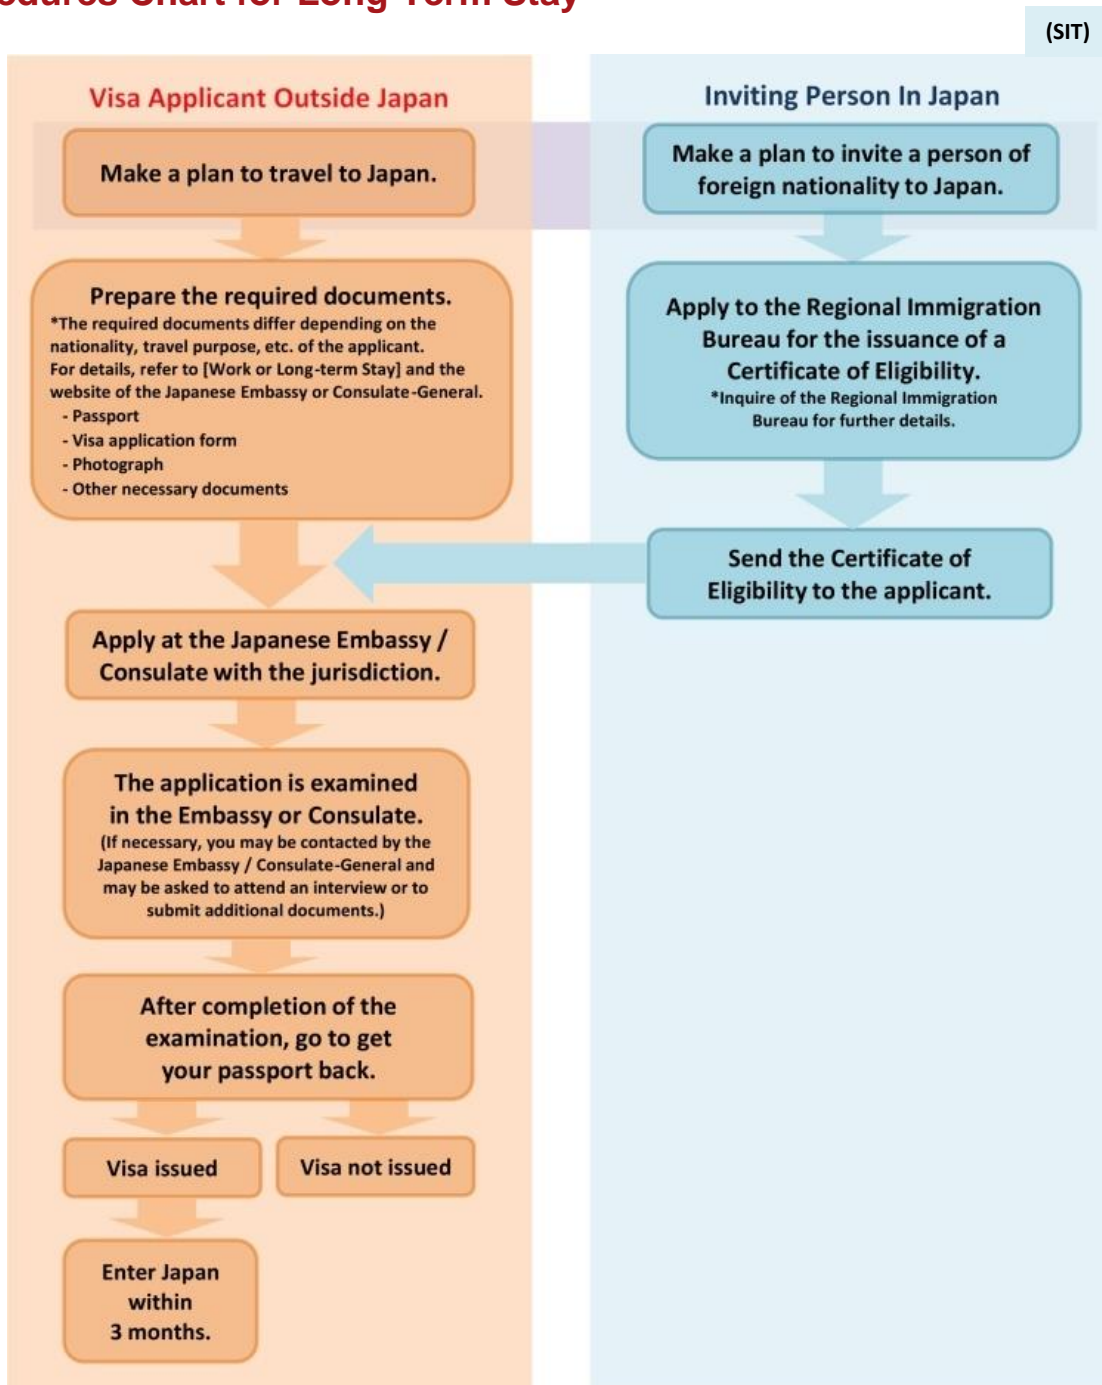 Procedures Chart for Long-Term Stay
(SIT)
Visa Applicant Outside Japan
Make a plan to travel to Japan.
Prepare the required documents.
*The required documents differ depending on the
nationality, travel purpose, etc. of the applicant.
For details, refer to [Work or Long-term Stay] and the
website of the Japanese Embassy or Consulate-General.
- Passport
- Visa application form
- Photograph
- Other necessary documents
Apply at the Japanese Embassy /
Consulate with the jurisdiction.
The application is examined
in the Embassy or Consulate.
(If necessary, you may be contacted by the
Japanese Embassy / Consulate-General and
may be asked to attend an interview or to
submit additional documents.)
After completion of the
examination, go to get
your passport back.
Visa issued
Visa not issued
Enter Japan
within
3 months.
Inviting Person In Japan
Make a plan to invite a person of
foreign nationality to Japan.
Apply to the Regional Immigration
Bureau for the issuance of a
Certificate of Eligibility.
*Inquire of the Regional Immigration
Bureau for further details.
Send the Certificate of
Eligibility to the applicant.